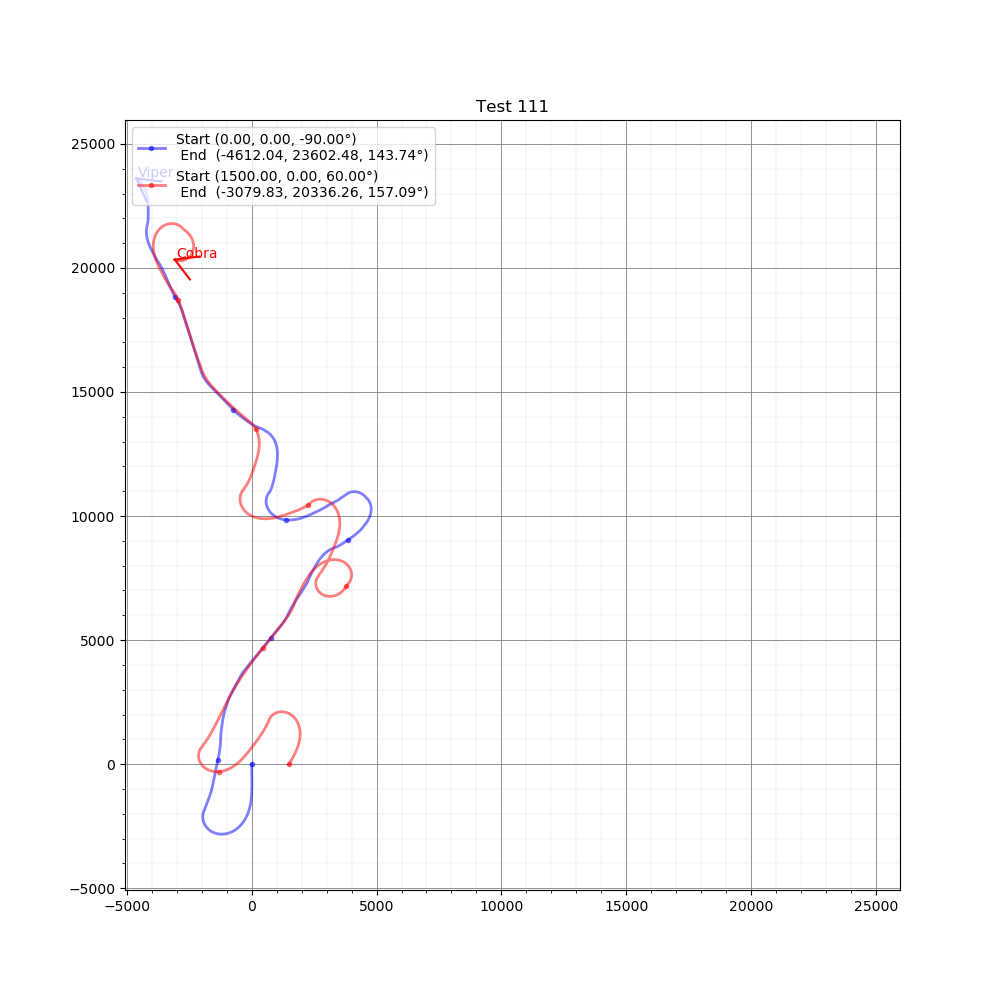 Test 111
25000
20000
15000
10000
5000
0
−5000
−5000
0
5000
10000
15000
20000
25000
Start (0.00, 0.00, -90.00°)
End  (-4612.04, 23602.48, 143.74°)
Start (1500.00, 0.00, 60.00°)
End  (-3079.83, 20336.26, 157.09°)
Viper
Cobra